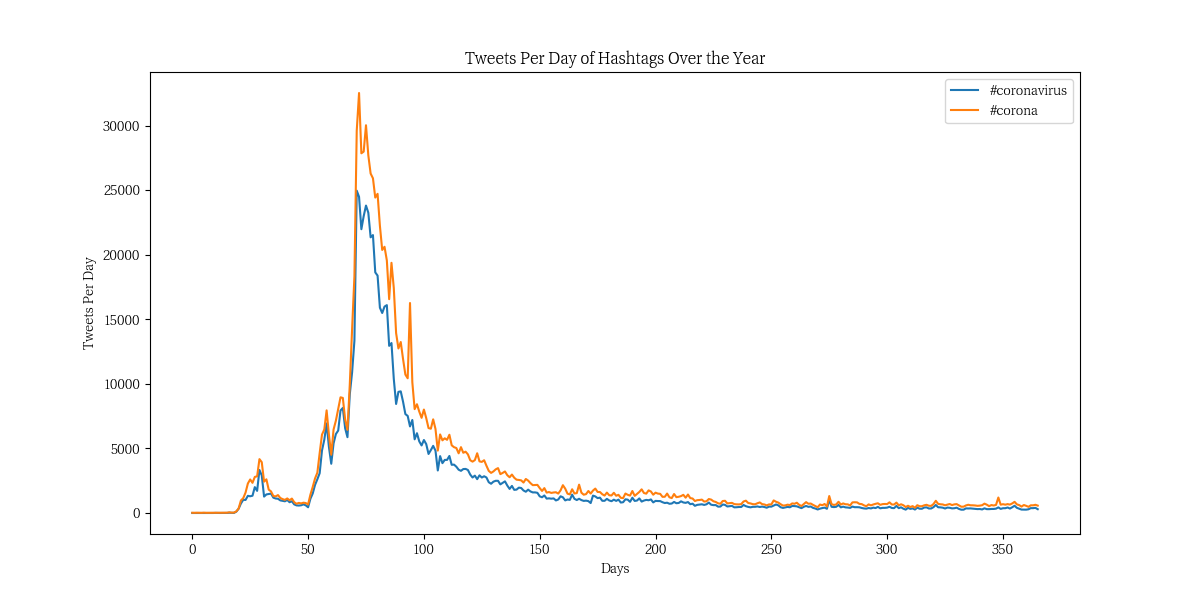 Tweets Per Day of Hashtags Over the Year
#coronavirus
#corona
Tweets Per Day
30000
25000
20000
15000
10000
5000
0
0 50 100 150 200 250 300 350
Days